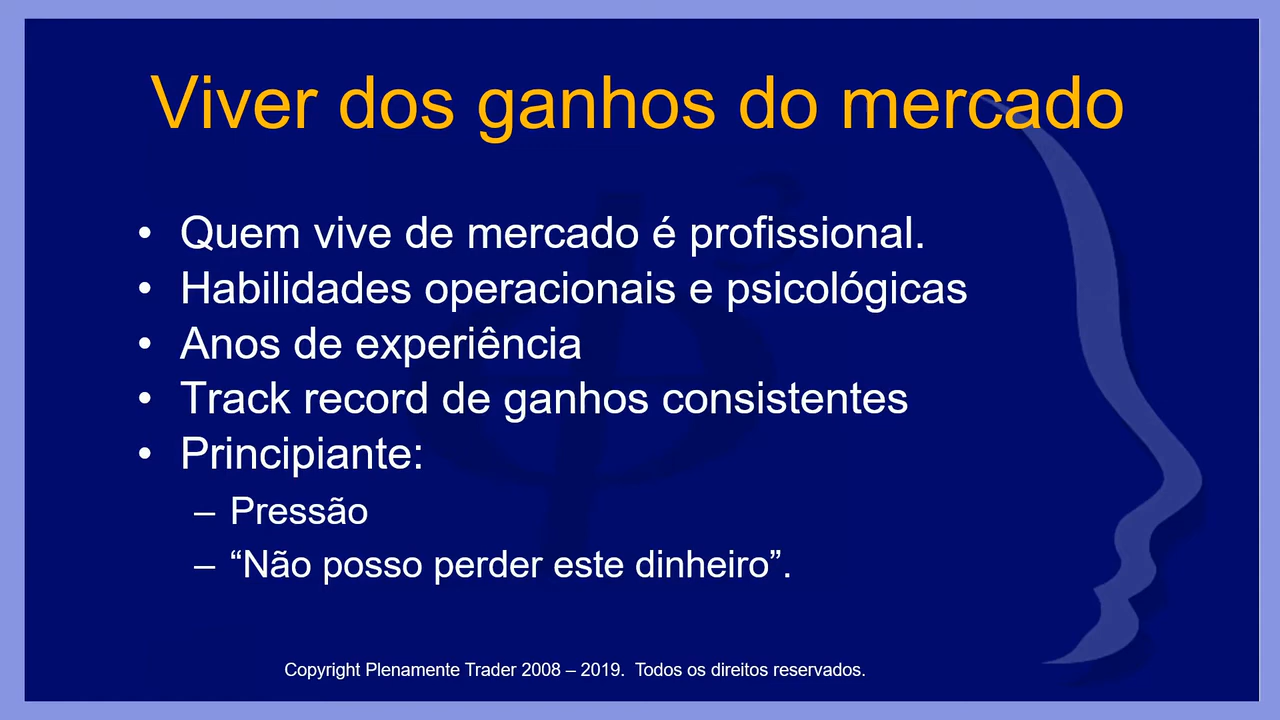 Viver dos ganhos do mercado
• Quem vive de mercado é profissional.
• Habilidades operacionais e psicológicas
• Anos de experiência
• Track record de ganhos consistentes
• Principiante:
– Pressão
– “Não posso perder este dinheiro”.
Copyright Plenamente Trader 2008 – 2019.  Todos os direitos reservados.